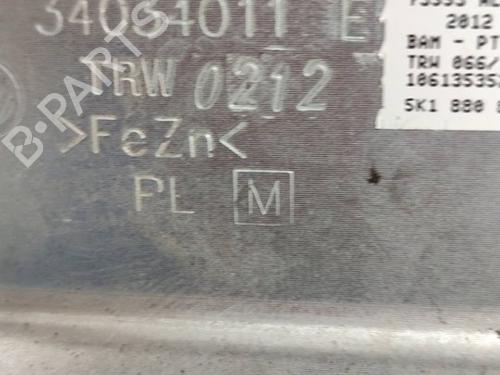 34064011 E
TRW 0212
>FeZn<
PL M
2012
BAM - PT
TRW 066/
10613535
5K1 880
B-PARTS